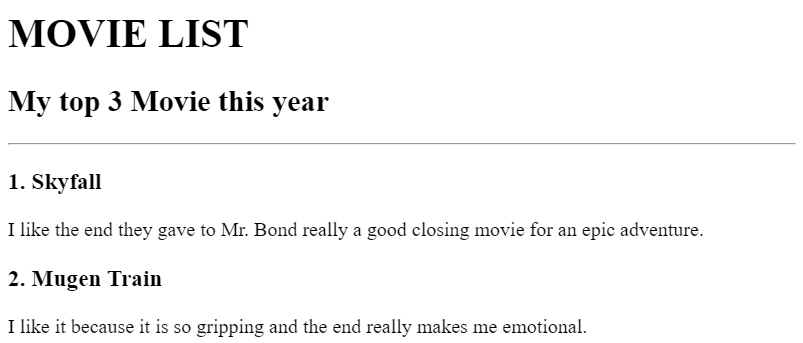 MOVIE LIST
My top 3 Movie this year
1. Skyfall
I like the end they gave to Mr. Bond really a good closing movie for an epic adventure.
2. Mugen Train
I like it because it is so gripping and the end really makes me emotional.